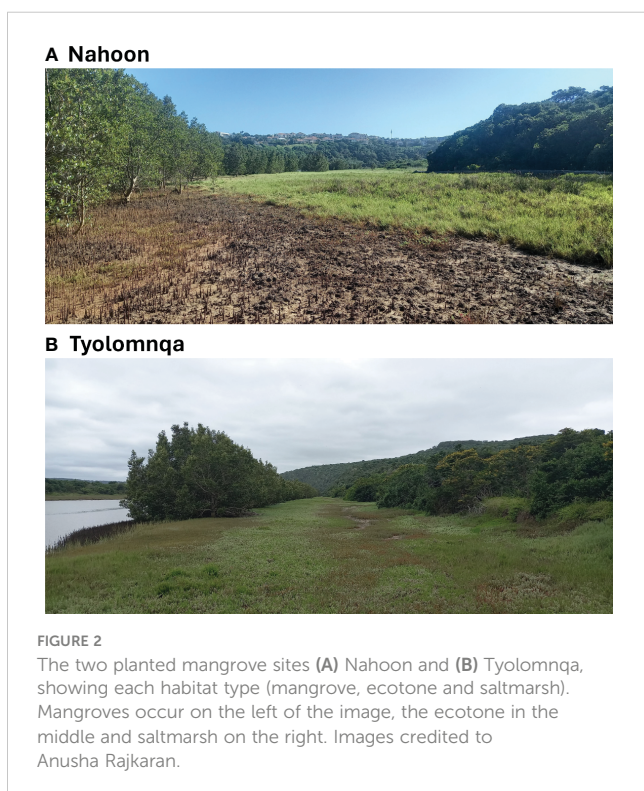 A Nahoon
B Tyolomnqa
FIGURE 2
The two planted mangrove sites (A) Nahoon and (B) Tyolomnqa,
showing each habitat type (mangrove, ecotone and saltmarsh).
Mangroves occur on the left of the image, the ecotone in the
middle and saltmarsh on the right. Images credited to
Anusha Rajkaran.